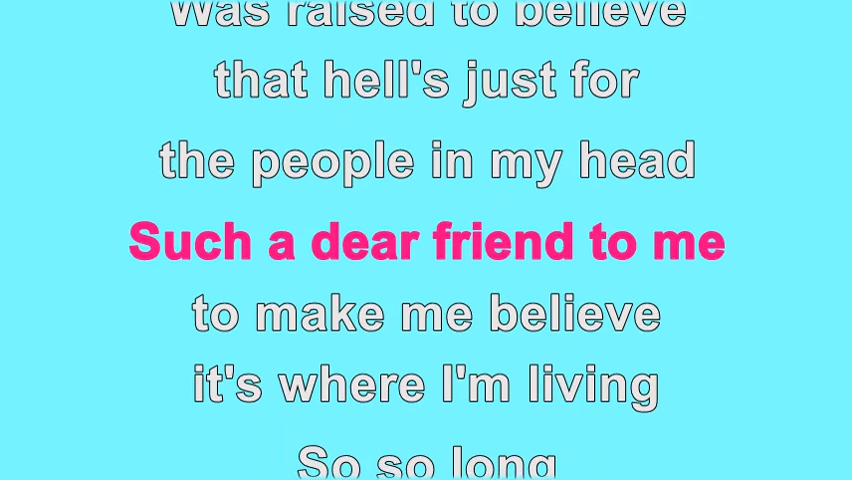 Was raised to believe
that hell's just for
the people in my head
Such a dear friend to me
to make me believe
it's where I'm living
So so long